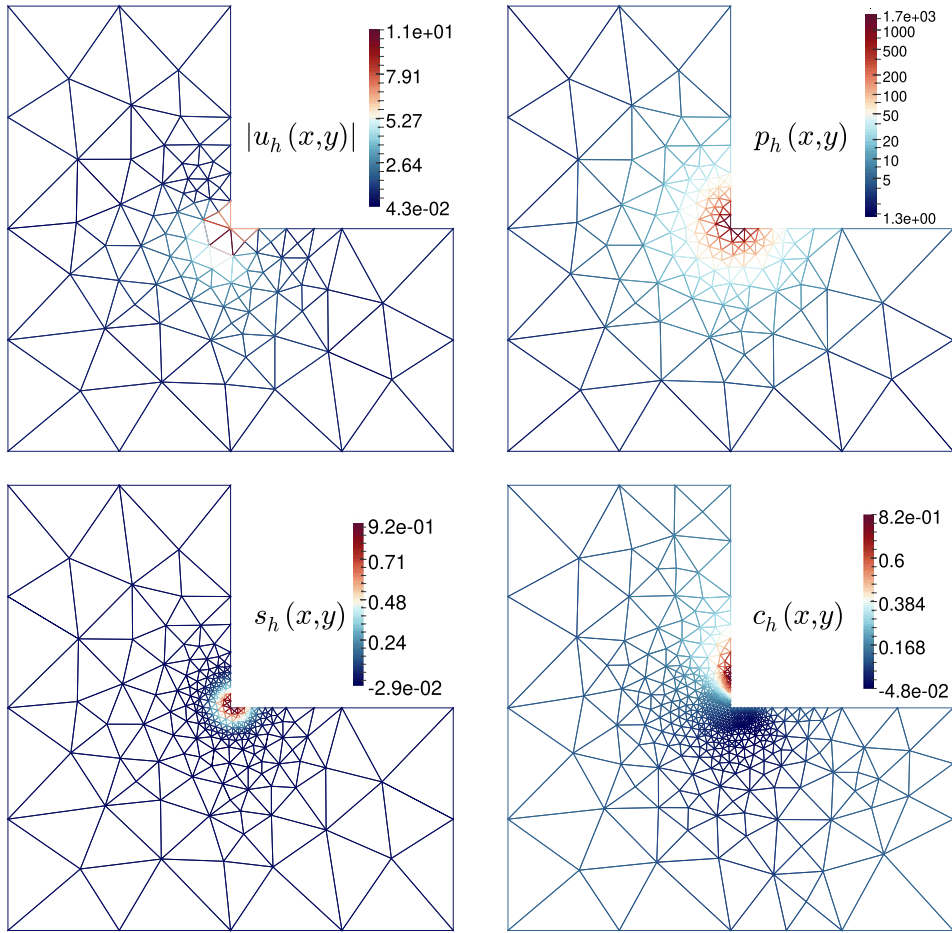 1.1e+01
7.91
|u_h (x,y)|
5.27
2.64
4.3e-02
1.7e+03
1000
500
200
100
p_h (x,y)
50
20
10
5
1.3e+00
9.2e-01
0.71
s_h (x,y)
0.48
0.24
-2.9e-02
8.2e-01
0.6
c_h (x,y)
0.384
0.168
-4.8e-02